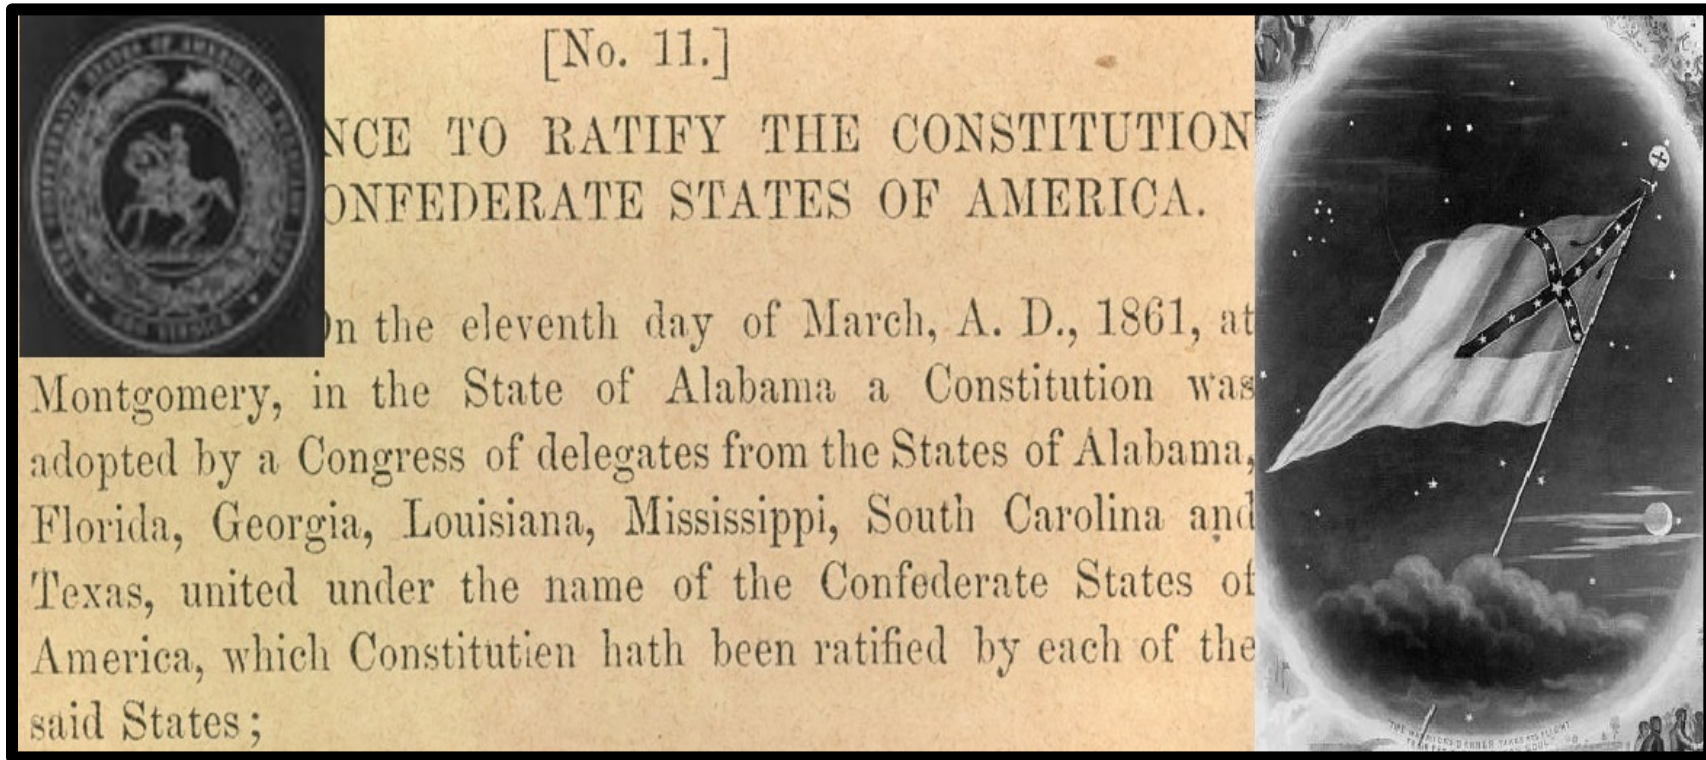 [No. 11.]
NCE TO RATIFY THE CONSTITUTION
ONFEDERATE STATES OF AMERICA.
On the eleventh day of March, A. D., 1861, at
Montgomery, in the State of Alabama a Constitution was
adopted by a Congress of delegates from the States of Alabama,
Florida, Georgia, Louisiana, Mississippi, South Carolina and
Texas, united under the name of the Confederate States of
America, which Constitutien hath been ratified by each of the
said States;